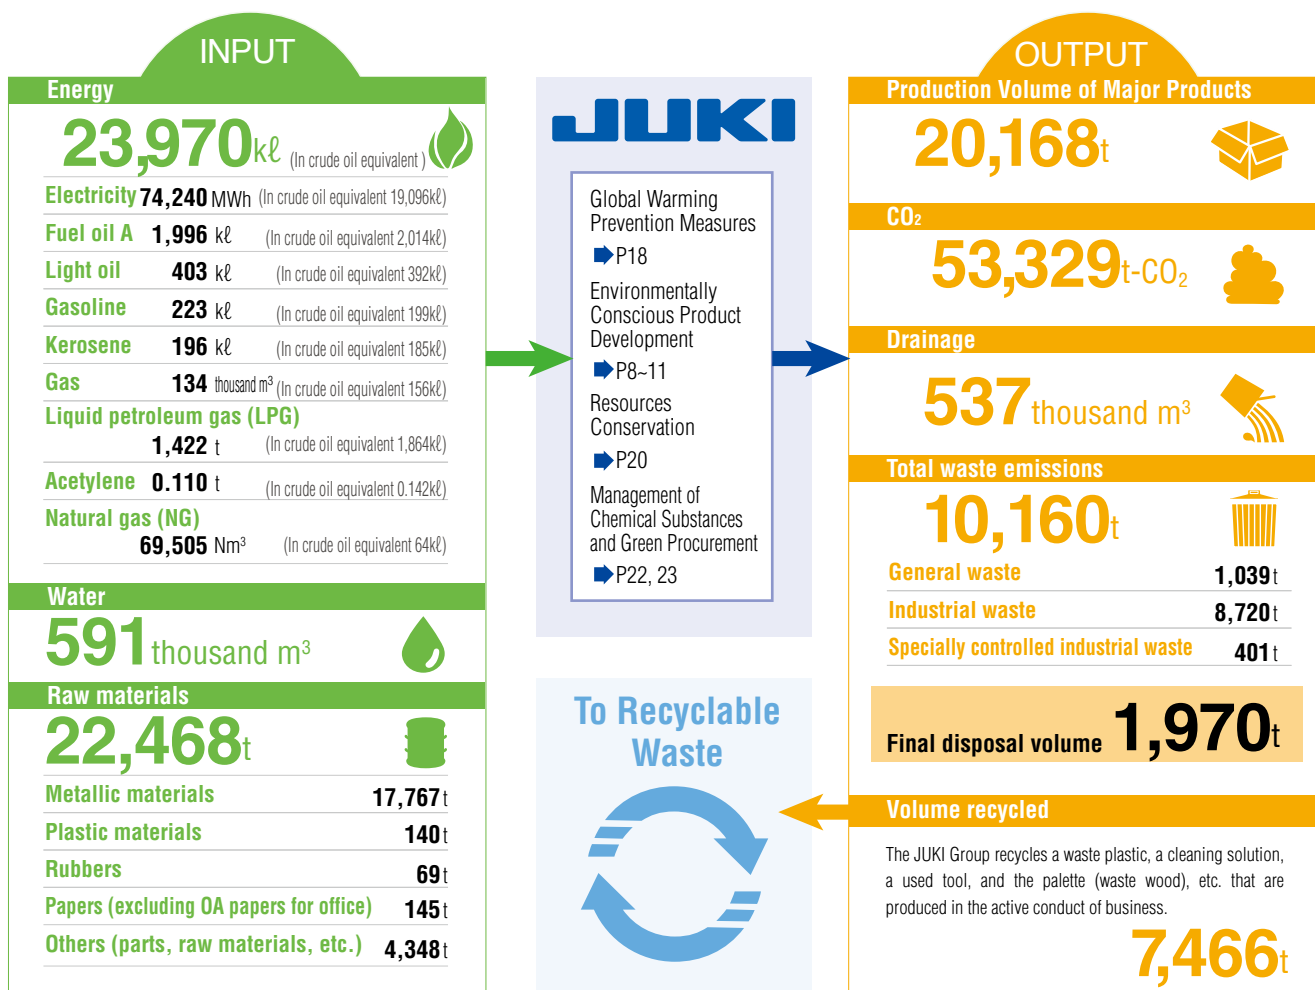 INPUT
Energy
23,970kℓ (In crude oil equivalent )
Electricity 74,240 MWh (In crude oil equivalent 19,096kℓ)
Fuel oil A 1,996 kℓ (In crude oil equivalent 2,014kℓ)
Light oil 403 kℓ (In crude oil equivalent 392kℓ)
Gasoline 223 kℓ (In crude oil equivalent 199kℓ)
Kerosene 196 kℓ (In crude oil equivalent 185kℓ)
Gas 134 thousand m³ (In crude oil equivalent 156kℓ)
Liquid petroleum gas (LPG)
1,422 t (In crude oil equivalent 1,864kℓ)
Acetylene 0.110 t (In crude oil equivalent 0.142kℓ)
Natural gas (NG)
69,505 Nm³ (In crude oil equivalent 64kℓ)
Water
591 thousand m³
Raw materials
22,468t
Metallic materials 17,767t
Plastic materials 140t
Rubbers 69t
Papers (excluding OA papers for office) 145t
Others (parts, raw materials, etc.) 4,348t
JUKI
Global Warming
Prevention Measures
P18
Environmentally
Conscious Product
Development
P8~11
Resources
Conservation
P20
Management of
Chemical Substances
and Green Procurement
P22, 23
To Recyclable
Waste
OUTPUT
Production Volume of Major Products
20,168t
CO₂
53,329t-CO₂
Drainage
537 thousand m³
Total waste emissions
10,160t
General waste 1,039t
Industrial waste 8,720t
Specially controlled industrial waste 401t
Final disposal volume 1,970t
Volume recycled
The JUKI Group recycles a waste plastic, a cleaning solution,
a used tool, and the palette (waste wood), etc. that are
produced in the active conduct of business.
7,466t